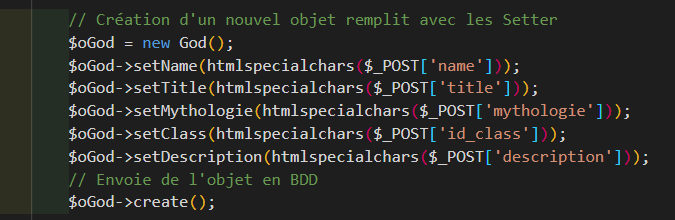 // Création d'un nouvel objet remplit avec les Setter
$oGod = new God();
$oGod->setName(htmlspecialchars($_POST['name']));
$oGod->setTitle(htmlspecialchars($_POST['title']));
$oGod->setMythologie(htmlspecialchars($_POST['mythologie']));
$oGod->setClass(htmlspecialchars($_POST['id_class']));
$oGod->setDescription(htmlspecialchars($_POST['description']));
// Envoie de l'objet en BDD
$oGod->create();